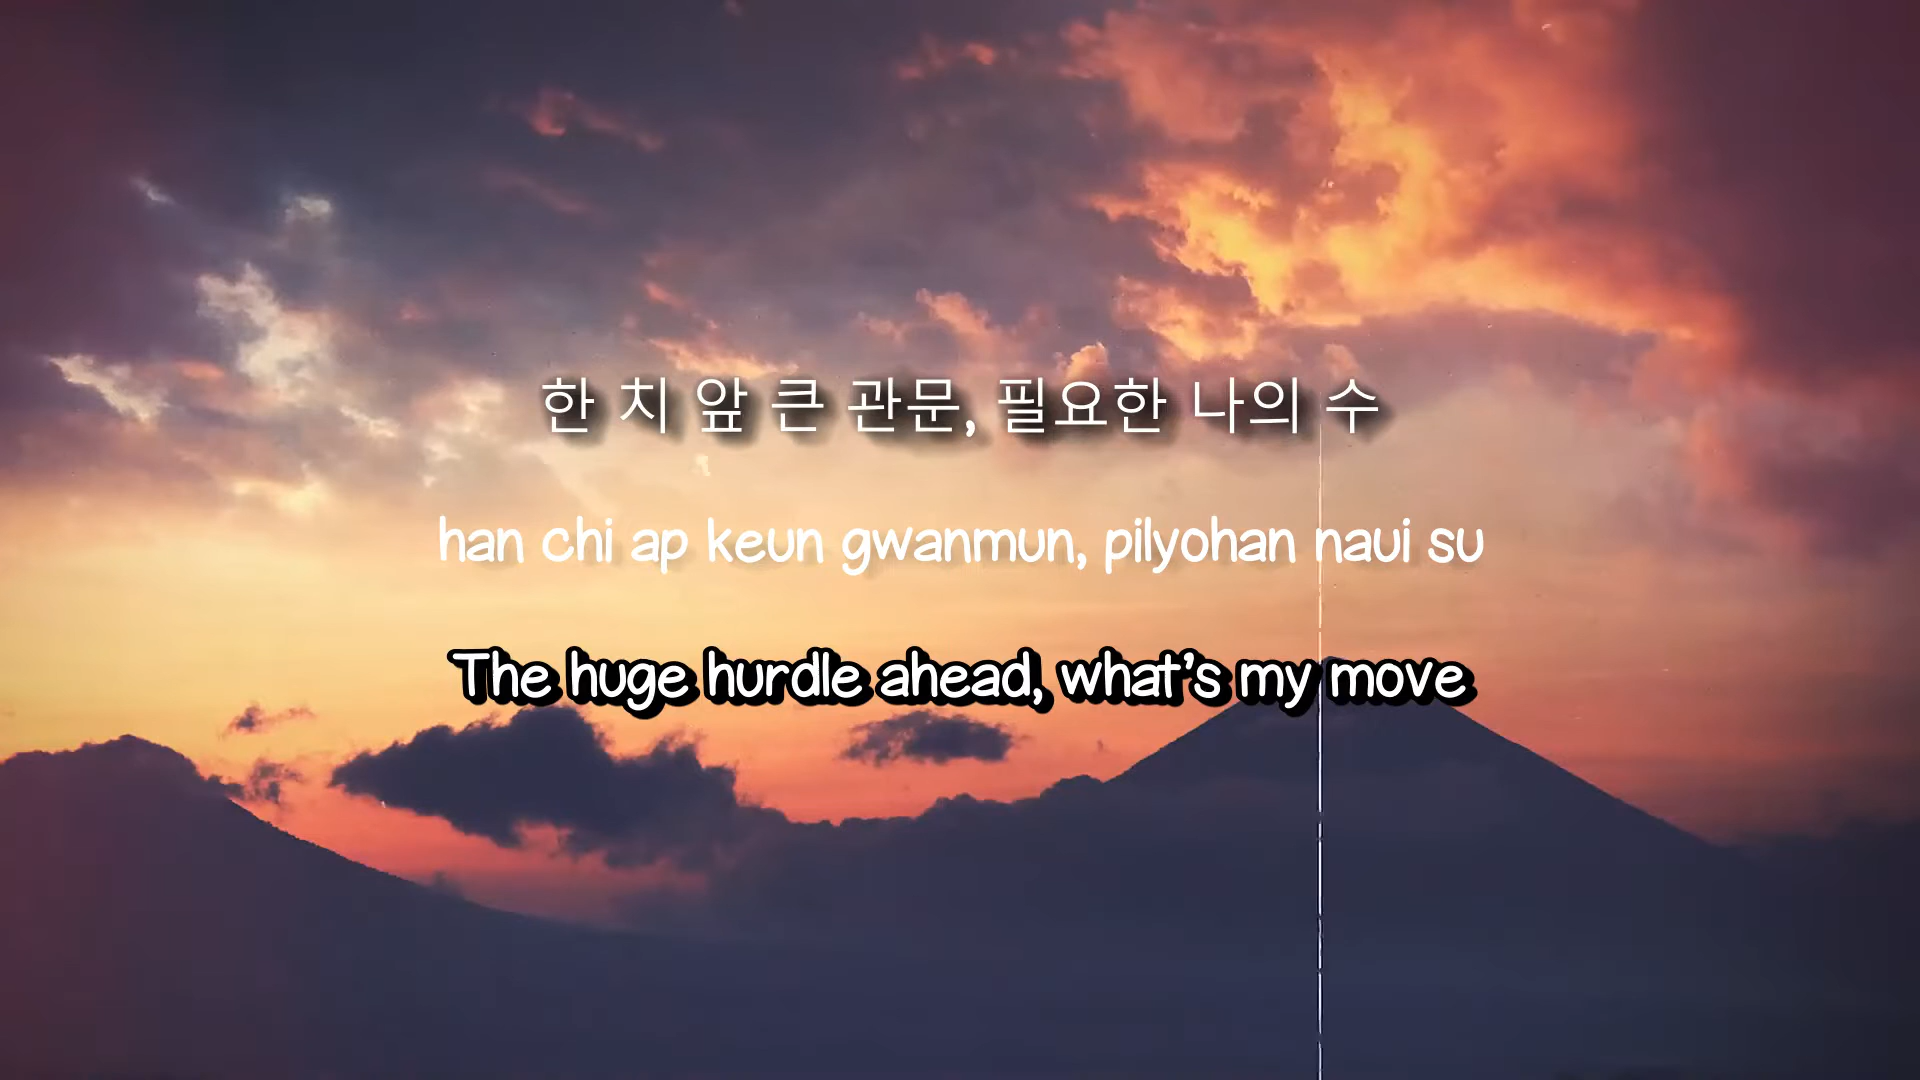 한 치 앞 큰 관문, 필요한 나의 수
han chi ap keun gwanmun, pilyohan naui su
The huge hurdle ahead, what's my move